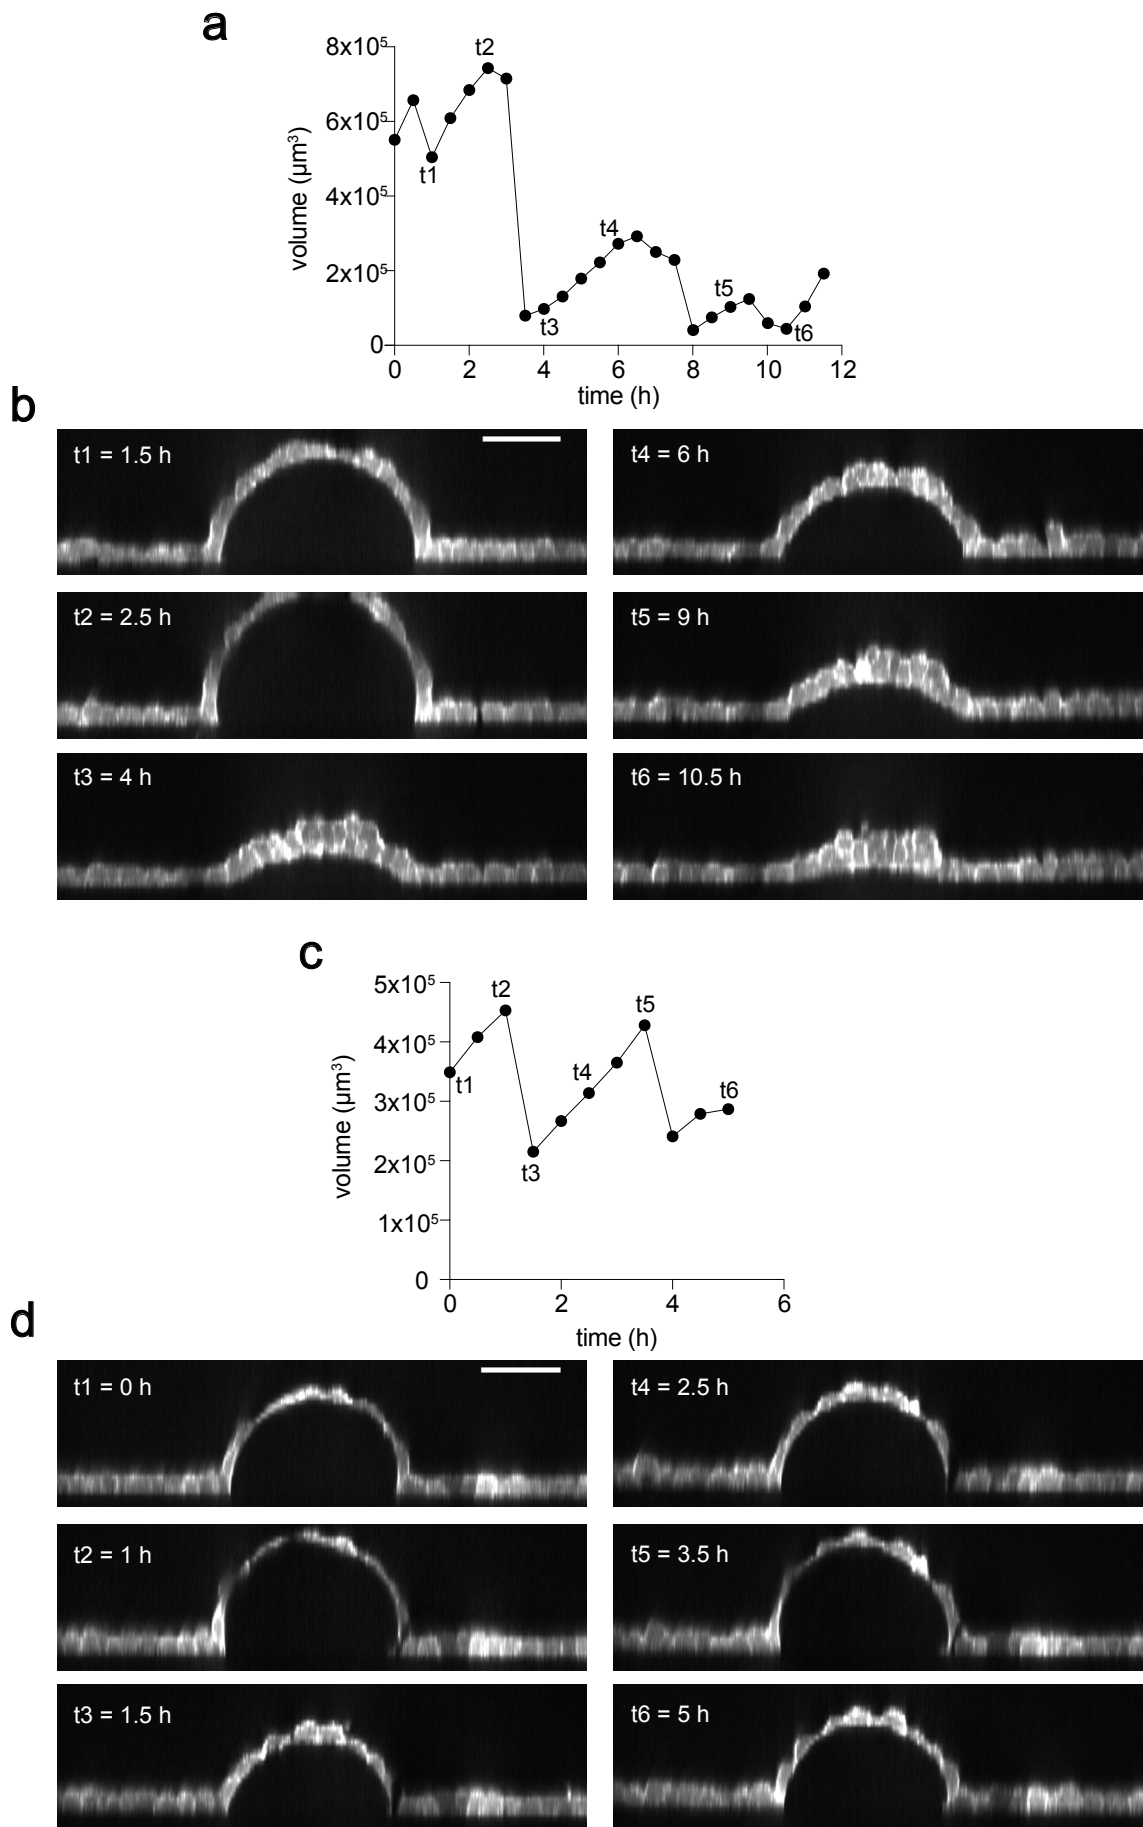 a
8x10⁵
6x10⁵
4x10⁵
2x10⁵
0
volume (µm³)
t1
t2
t3
t4
t5
t6
0 2 4 6 8 10 12
time (h)
b
t1 = 1.5 h
t4 = 6 h
t2 = 2.5 h
t5 = 9 h
t3 = 4 h
t6 = 10.5 h
c
5x10⁵
4x10⁵
3x10⁵
2x10⁵
1x10⁵
0
volume (µm³)
t1
t2
t3
t4
t5
t6
0 2 4 6
time (h)
d
t1 = 0 h
t4 = 2.5 h
t2 = 1 h
t5 = 3.5 h
t3 = 1.5 h
t6 = 5 h